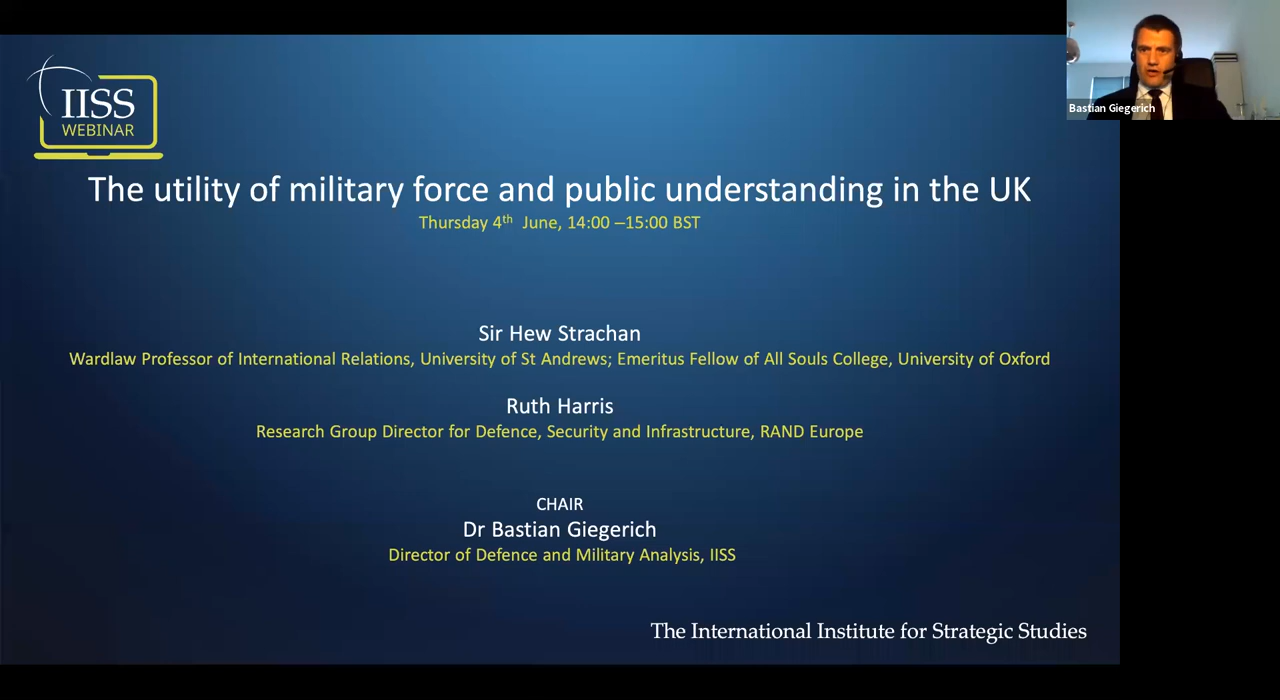 IISS
WEBINAR
Bastian Giegerich
The utility of military force and public understanding in the UK
Thursday 4th June, 14:00 –15:00 BST
Sir Hew Strachan
Wardlaw Professor of International Relations, University of St Andrews; Emeritus Fellow of All Souls College, University of Oxford
Ruth Harris
Research Group Director for Defence, Security and Infrastructure, RAND Europe
CHAIR
Dr Bastian Giegerich
Director of Defence and Military Analysis, IISS
The International Institute for Strategic Studies